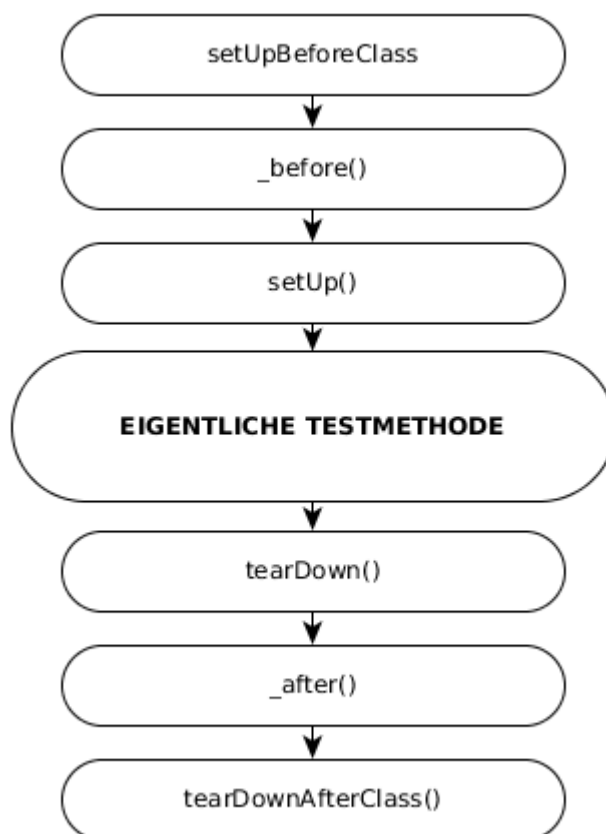 setUpBeforeClass
_before()
setUp()
EIGENTLICHE TESTMETHODE
tearDown()
_after()
tearDownAfterClass()